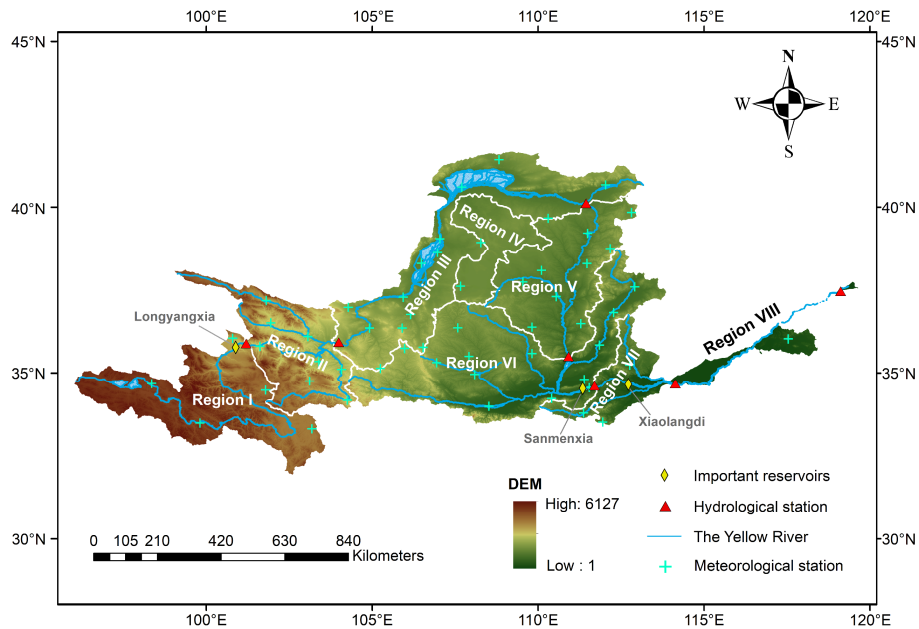 100°E 105°E 110°E 115°E 120°E
45°N 45°N
N
W E
S
40°N 40°N
Region IV
Region III
Region V
Longyangxia
Region VIII
Region II
Region VI
Region VII
35°N 35°N
Region I
Xiaolangdi
Sanmenxia
DEM
High: 6127
Low : 1
Important reservoirs
Hydrological station
The Yellow River
Meteorological station
30°N 30°N
0 105 210 420 630 840
Kilometers
100°E 105°E 110°E 115°E 120°E